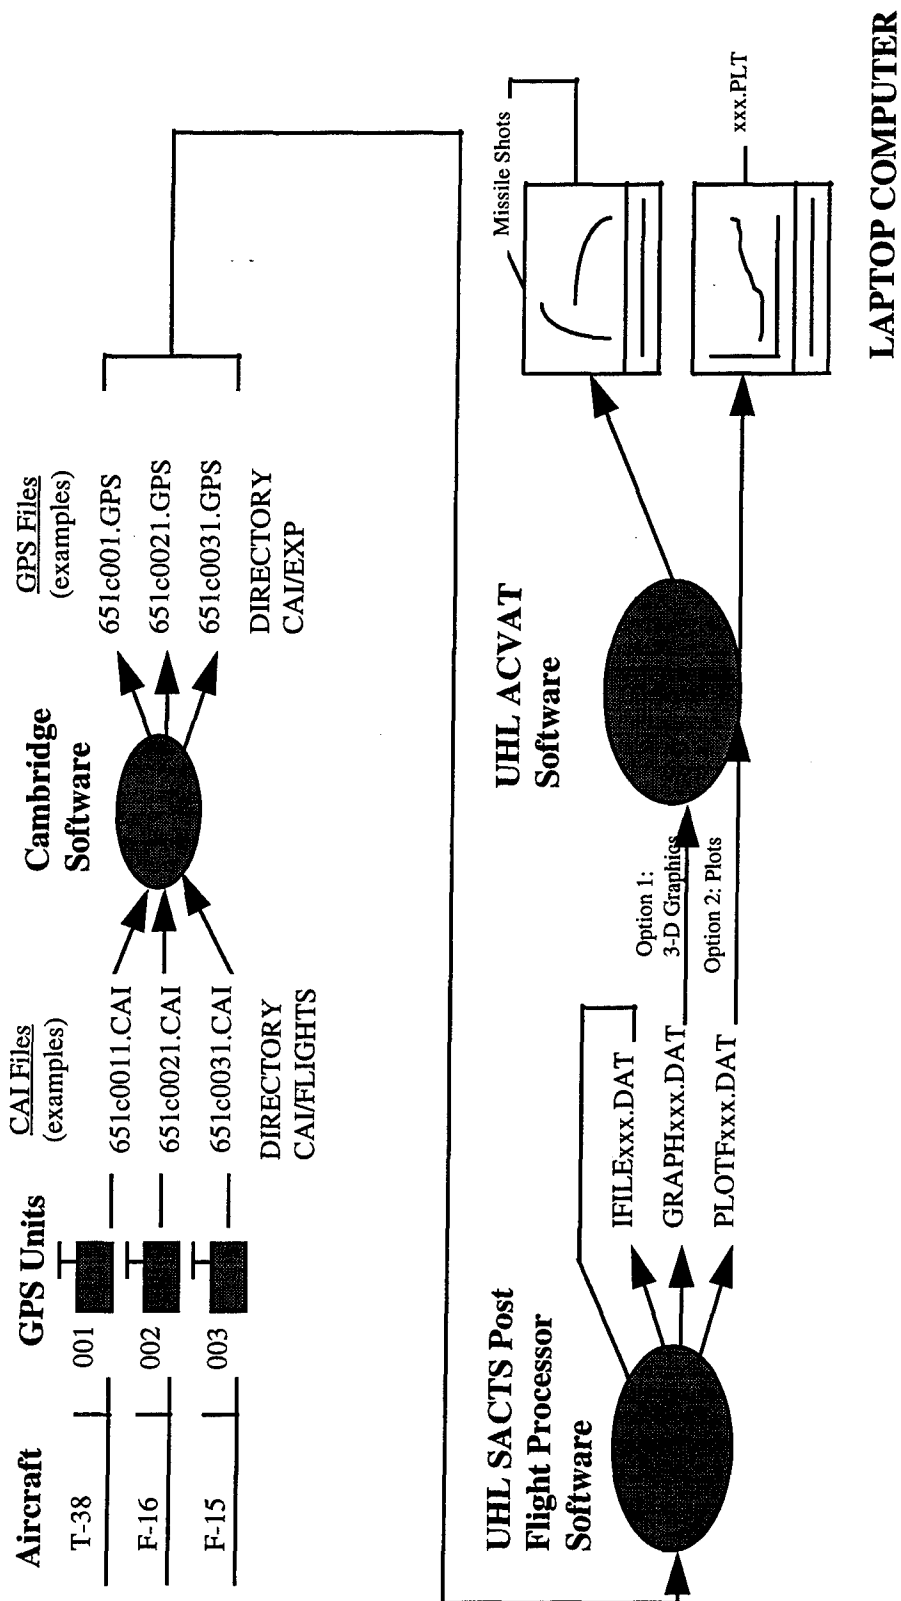 Aircraft
T-38
F-16
F-15
GPS Units
001
002
003
CAI Files
(examples)
651c0011.CAI
651c0021.CAI
651c0031.CAI
DIRECTORY
CAI/FLIGHTS
Cambridge
Software
GPS Files
(examples)
651c001.GPS
651c0021.GPS
651c0031.GPS
DIRECTORY
CAI/EXP
UHL SACTS Post
Flight Processor
Software
IFILExxx.DAT
GRAPHxxx.DAT
PLOTFxxx.DAT
Option 1:
3-D Graphics
Option 2: Plots
UHL ACVAT
Software
Missile Shots
xxx.PLT
LAPTOP COMPUTER